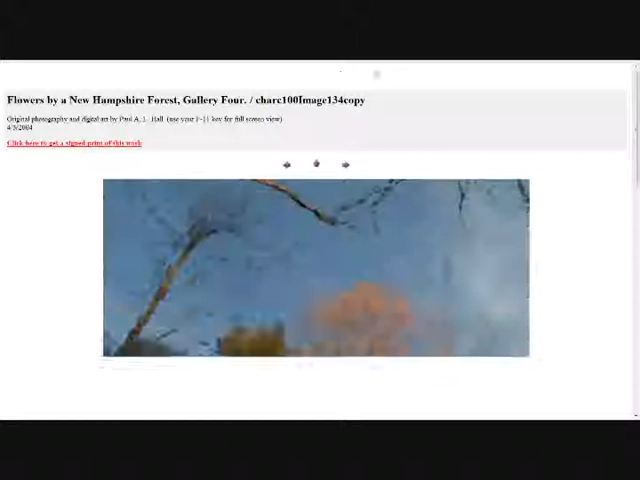 Flowers by a New Hampshire Forest, Gallery Four. / charc100Image134copy
Original photography and digital art by Paul A. L. Hall (use your F-11 key for full screen view)
4/5/2004
Click here to get a signed print of this work